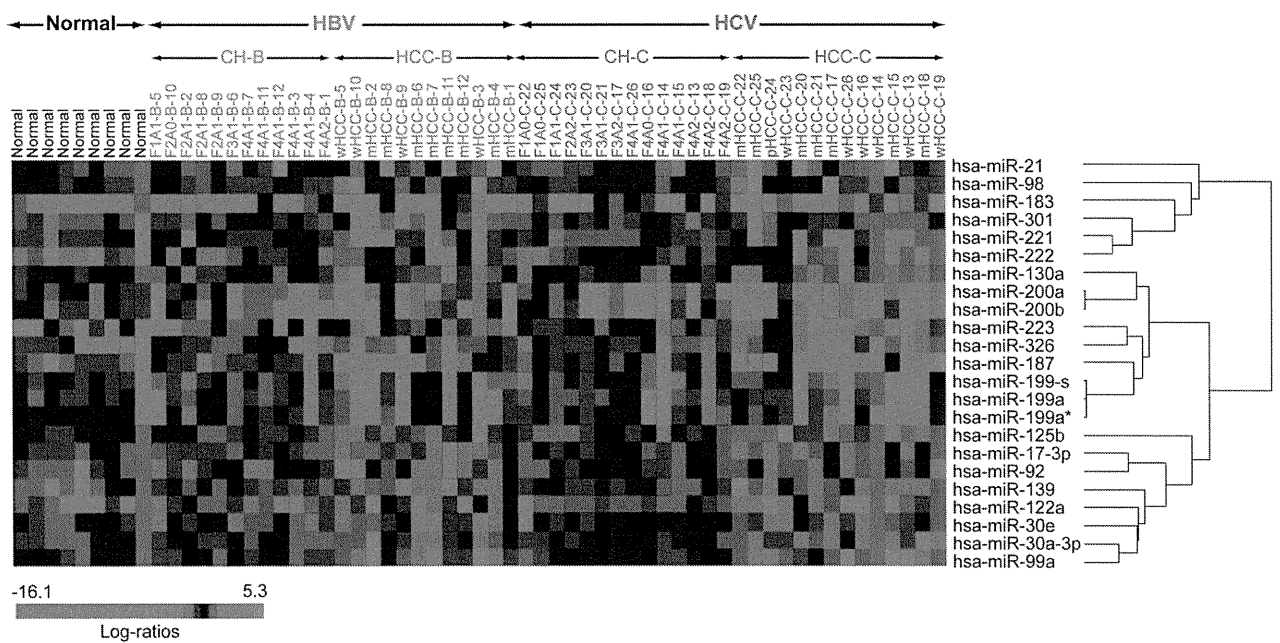 Normal HBV HCV
CH-B HCC-B CH-C HCC-C
Normal Normal Normal Normal Normal Normal Normal Normal Normal F1A1-B-5 F2A0-B-10 F2A1-B-2 F2A1-B-8 F2A1-B-9 F3A1-B-6 F4A1-B-7 F4A1-B-11 F4A1-B-12 F4A1-B-3 F4A1-B-4 F4A2-B-1 wHCC-B-5 wHCC-B-10 mHCC-B-2 mHCC-B-8 wHCC-B-9 mHCC-B-6 mHCC-B-7 mHCC-B-11 mHCC-B-12 wHCC-B-3 mHCC-B-4 mHCC-B-1 F1A0-C-22 F1A0-C-25 F1A1-C-24 F2A2-C-23 F3A1-C-20 F3A1-C-21 F3A2-C-17 F4A1-C-26 F4A0-C-16 F4A1-C-14 F4A1-C-15 F4A2-C-13 F4A2-C-18 F4A2-C-19 mHCC-C-22 mHCC-C-25 pHCC-C-24 wHCC-C-23 mHCC-C-20 mHCC-C-21 mHCC-C-17 wHCC-C-26 wHCC-C-16 wHCC-C-14 mHCC-C-15 wHCC-C-13 mHCC-C-18 wHCC-C-19
hsa-miR-21
hsa-miR-98
hsa-miR-183
hsa-miR-301
hsa-miR-221
hsa-miR-222
hsa-miR-130a
hsa-miR-200a
hsa-miR-200b
hsa-miR-223
hsa-miR-326
hsa-miR-187
hsa-miR-199-s
hsa-miR-199a
hsa-miR-199a*
hsa-miR-125b
hsa-miR-17-3p
hsa-miR-92
hsa-miR-139
hsa-miR-122a
hsa-miR-30e
hsa-miR-30a-3p
hsa-miR-99a
-16.1 5.3
Log-ratios